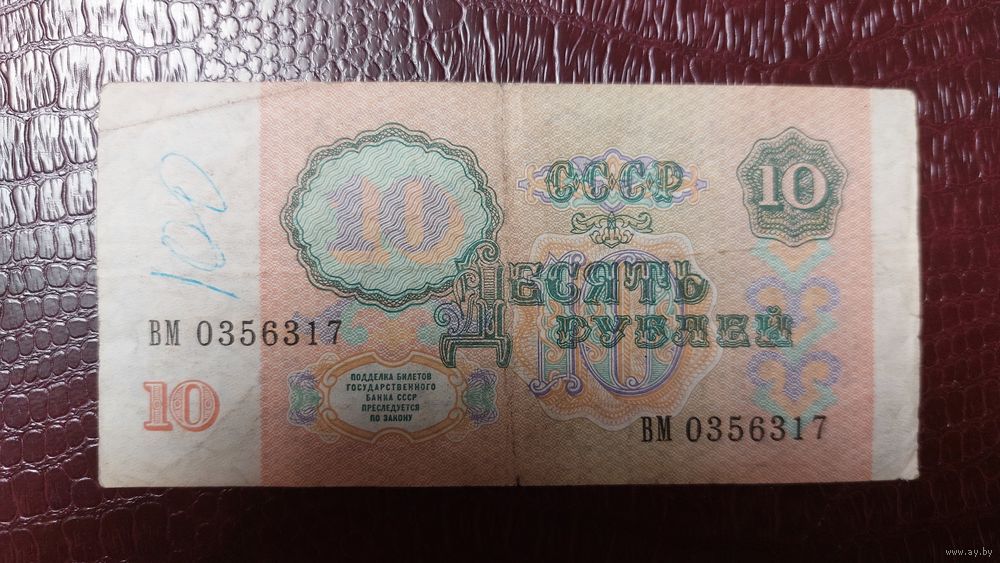 100
10
СССР
10
ДЕСЯТЬ
РУБЛЕЙ
10
ВМ 0356317
ПОДДЕЛКА БИЛЕТОВ
ГОСУДАРСТВЕННОГО
БАНКА СССР
ПРЕСЛЕДУЕТСЯ
ПО ЗАКОНУ
10
ВМ 0356317
www.ay.by